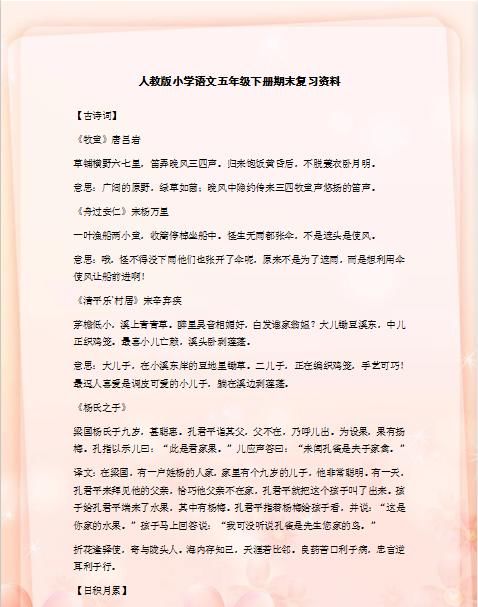 人教版小学语文五年级下册期末复习资料
【古诗词】
《牧童》唐吕岩
草铺横野六七里，笛弄晚风三四声。归来饱饭黄昏后，不脱蓑衣卧月明。
意思：广阔的原野，绿草如茵；晚风中隐约传来三四牧童声悠扬的笛声。
《舟过安仁》宋杨万里
一叶渔船两小童，收篙停棹坐船中。怪生无雨都张伞，不是遮头是使风。
意思：哦，怪不得没下雨他们也张开了伞呢，原来不是为了遮雨，而是想利用伞
使风让船前进啊！
《清平乐`村居》宋辛弃疾
茅檐低小，溪上青青草。醉里吴音相媚好，白发谁家翁媪？大儿锄豆溪东，中儿
正织鸡笼。最喜小儿亡赖，溪头卧剥莲蓬。
意思：大儿子，在小溪东岸的豆地里锄草。二儿子，正在编织鸡笼，手艺可巧！
最逗人喜爱是调皮可爱的小儿子，躺在溪边剥莲蓬。
《杨氏之子》
梁国杨氏子九岁，甚聪惠。孔君平诣其父，父不在，乃呼儿出。为设果，果有杨
梅。孔指以示儿曰：“此是君家果。”儿应声答曰：“未闻孔雀是夫子家禽。”
译文：在梁国，有一户姓杨的人家，家里有个九岁的儿子，他非常聪明。有一天，
孔君平来拜见他的父亲，恰巧他父亲不在家，孔君平就把这个孩子叫了出来。孩
子给孔君平端来了水果，其中有杨梅。孔君平指着杨梅给孩子看，并说：“这是
你家的水果。”孩子马上回答说：“我可没听说孔雀是先生您家的鸟。”
折花逢驿使，寄与陇头人。海内存知己，天涯若比邻。良药苦口利于病，忠言逆
耳利于行。
【日积月累】